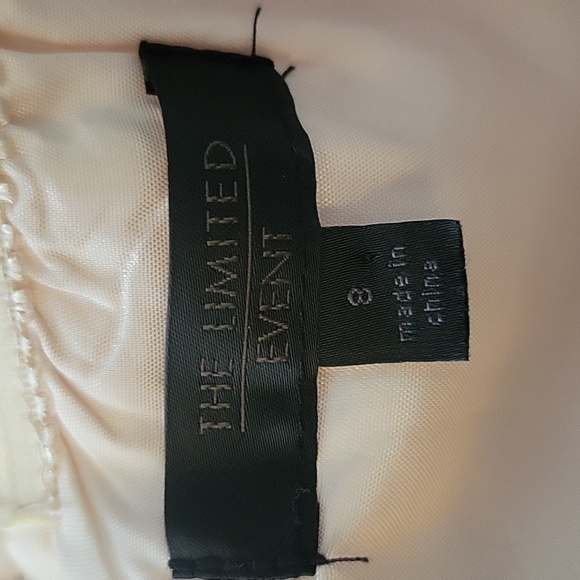 THE LIMITED
EVENT
8
made in
china